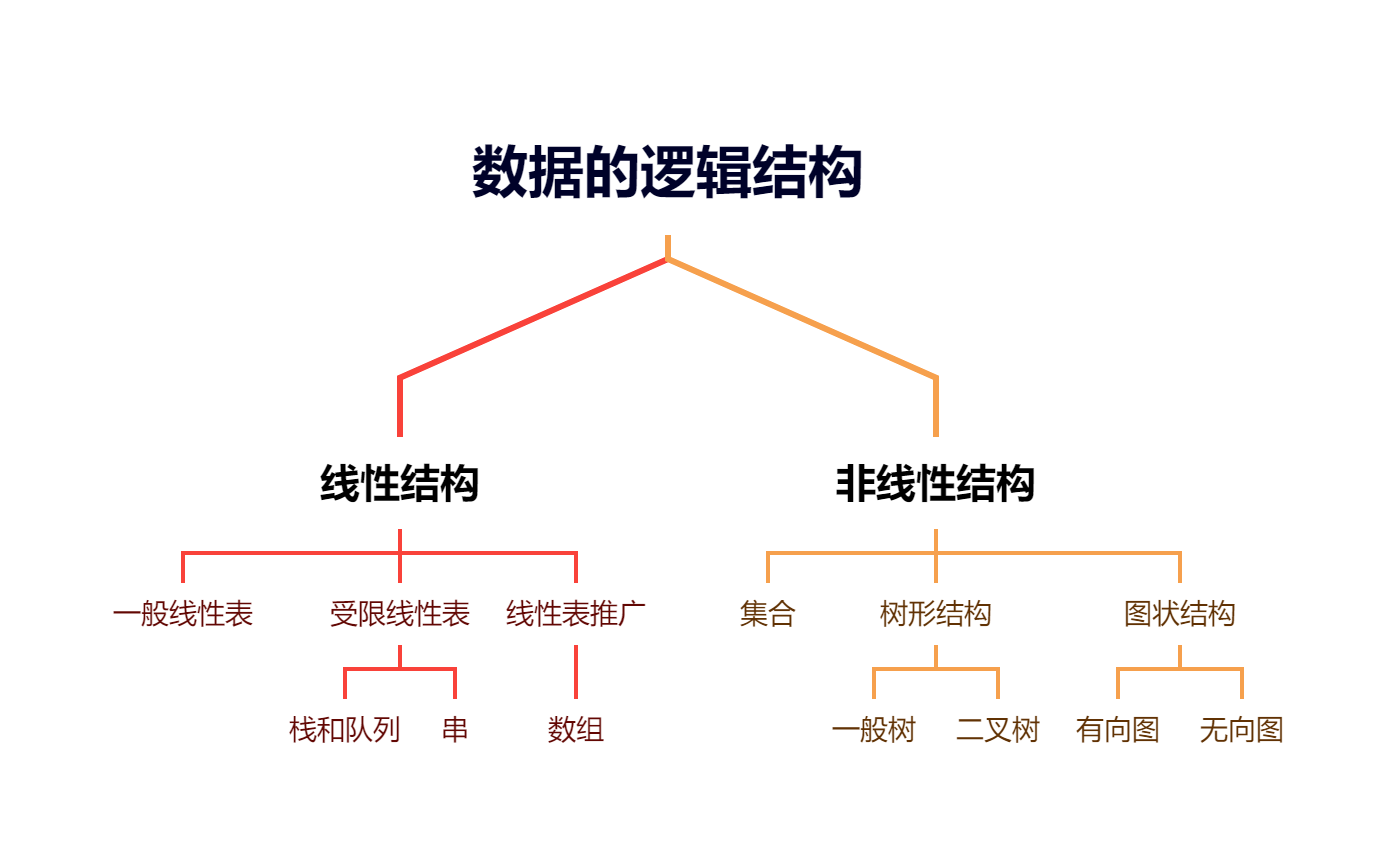 数据的逻辑结构
线性结构 非线性结构
一般线性表 受限线性表 线性表推广 集合 树形结构 图状结构
栈和队列 串 数组 一般树 二叉树 有向图 无向图